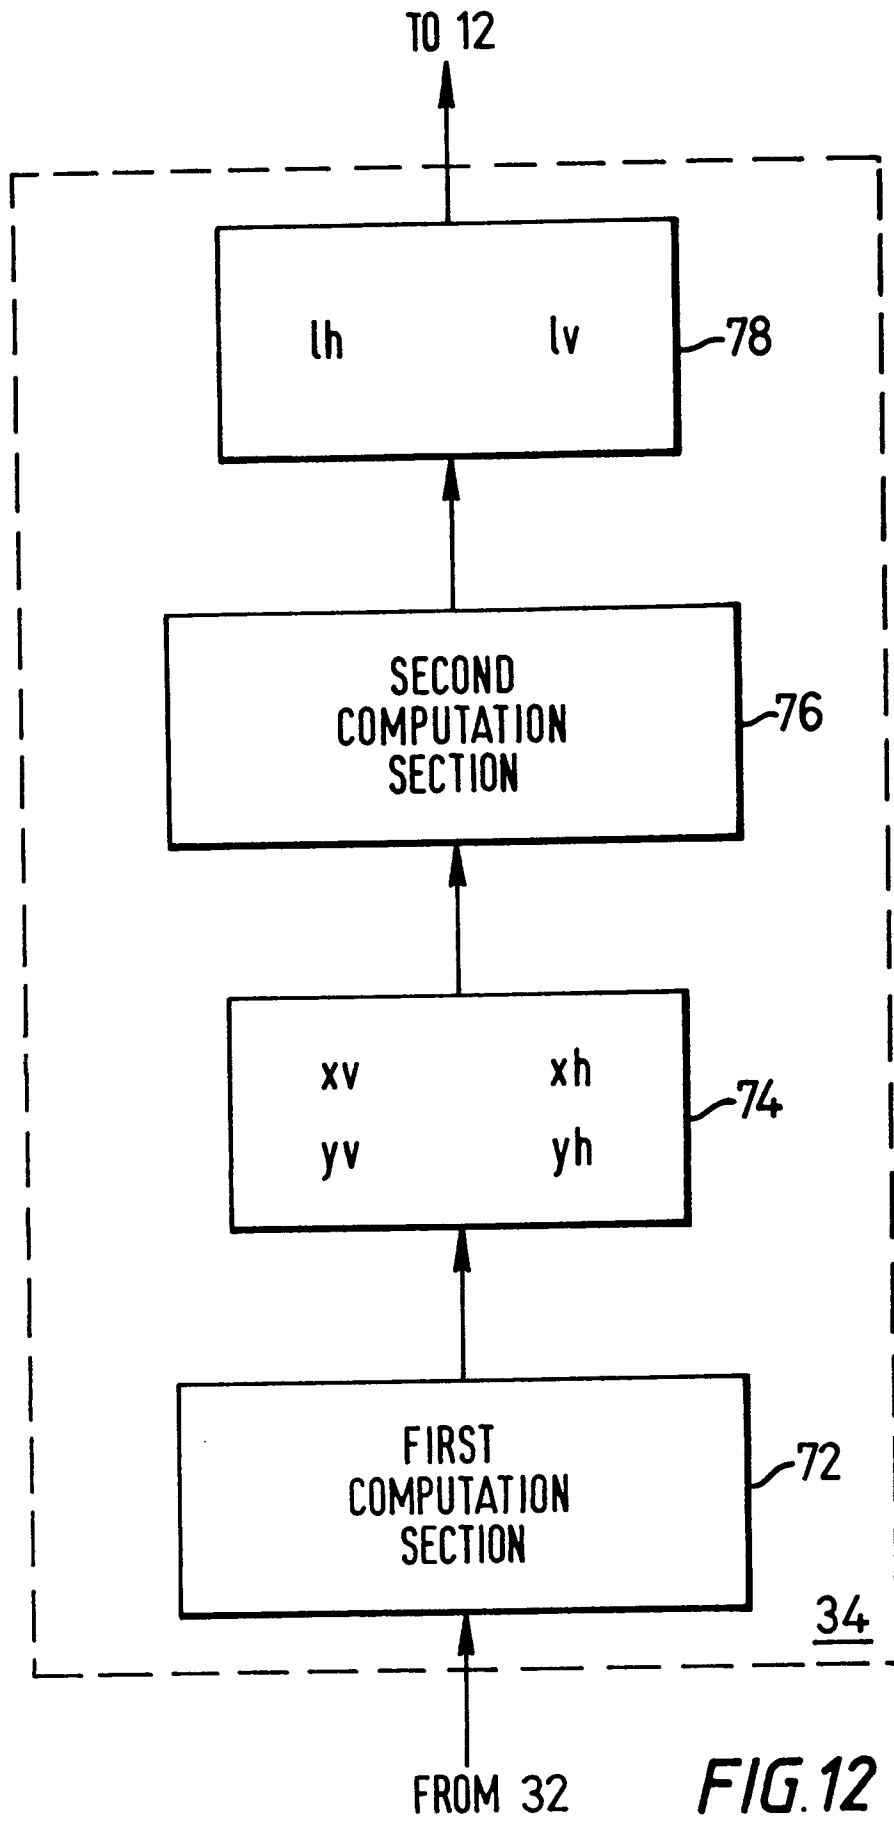 TO 12
lh lv
78
SECOND
COMPUTATION
SECTION
76
xv xh
yv yh
74
FIRST
COMPUTATION
SECTION
72
34
FROM 32
FIG.12